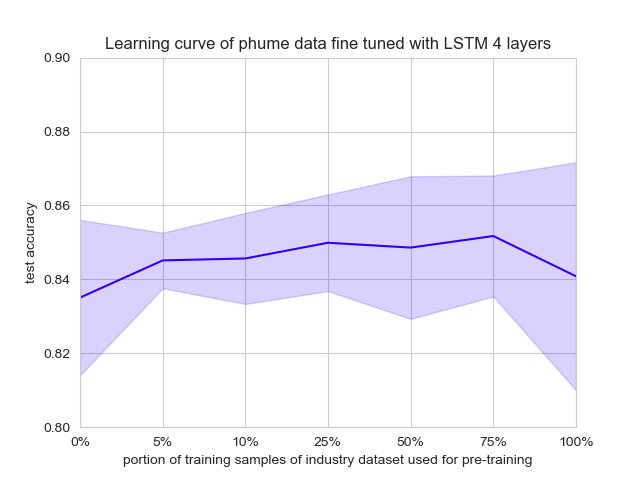 Learning curve of phume data fine tuned with LSTM 4 layers
0.90
0.88
0.86
0.84
0.82
0.80
test accuracy
0% 5% 10% 25% 50% 75% 100%
portion of training samples of industry dataset used for pre-training